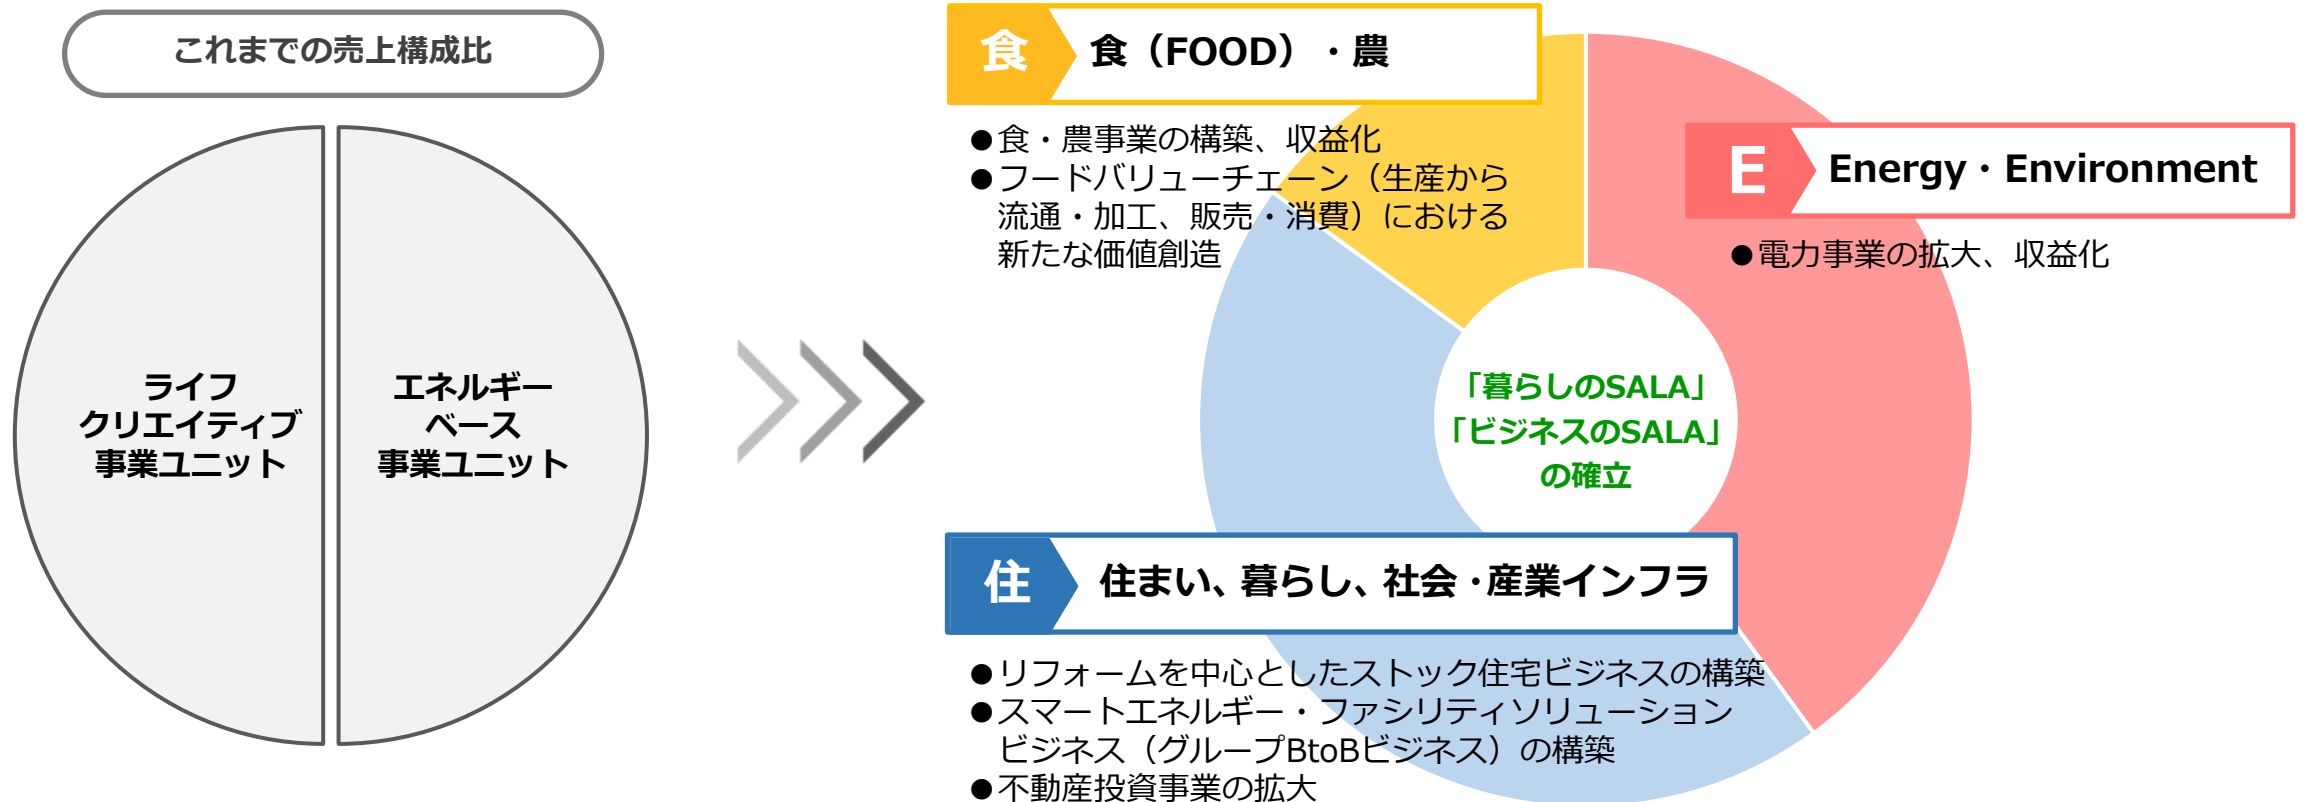 これまでの売上構成比
ライフ
クリエイティブ
事業ユニット
エネルギー
ベース
事業ユニット
食 食（FOOD）・農
●食・農事業の構築、収益化
●フードバリューチェーン（生産から
流通・加工、販売・消費）における
新たな価値創造
E Energy・Environment
●電力事業の拡大、収益化
「暮らしのSALA」
「ビジネスのSALA」
の確立
住 住まい、暮らし、社会・産業インフラ
●リフォームを中心としたストック住宅ビジネスの構築
●スマートエネルギー・ファシリティソリューション
ビジネス（グループBtoBビジネス）の構築
●不動産投資事業の拡大